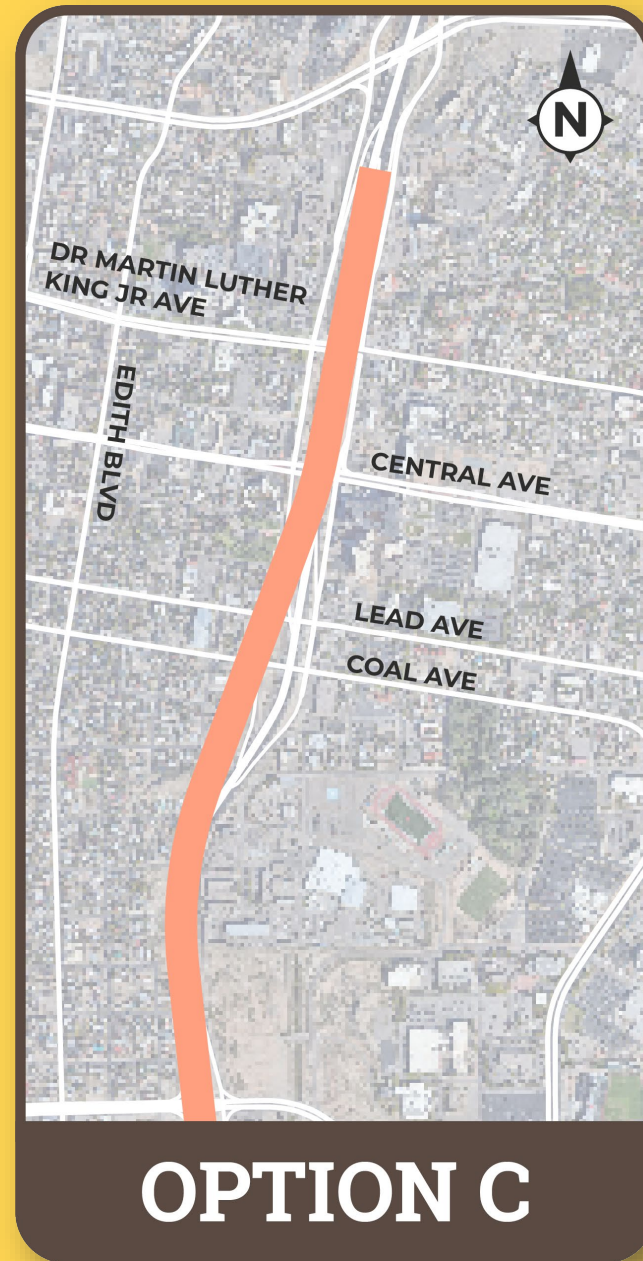 N
DR MARTIN LUTHER
KING JR AVE
EDITH BLVD
CENTRAL AVE
LEAD AVE
COAL AVE
OPTION C